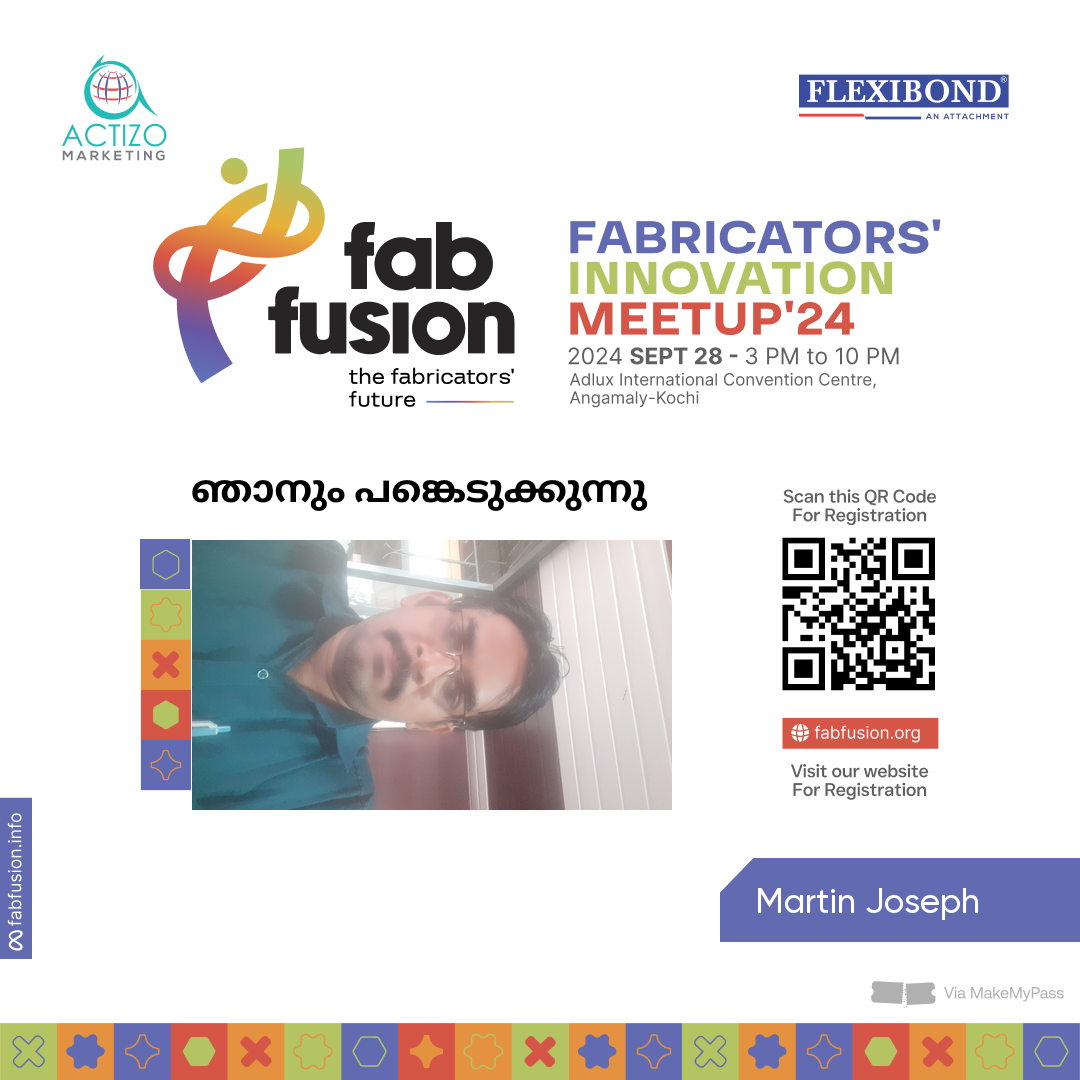 ACTIZO
MARKETING
FLEXIBOND®
AN ATTACHMENT
fab
fusion
the fabricators'
future
FABRICATORS'
INNOVATION
MEETUP'24
2024 SEPT 28 - 3 PM to 10 PM
Adlux International Convention Centre,
Angamaly-Kochi
ഞാനും പങ്കെടുക്കുന്നു
Scan this QR Code
For Registration
fabfusion.org
Visit our website
For Registration
fabfusion.info
Martin Joseph
Via MakeMyPass